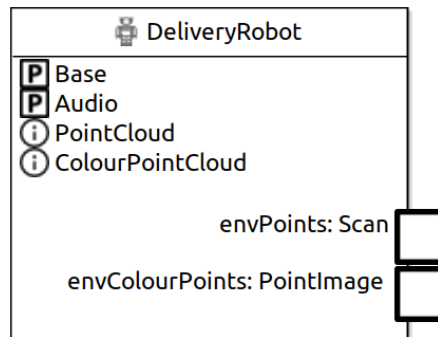 DeliveryRobot
P Base
P Audio
i PointCloud
i ColourPointCloud
envPoints: Scan
envColourPoints: PointImage